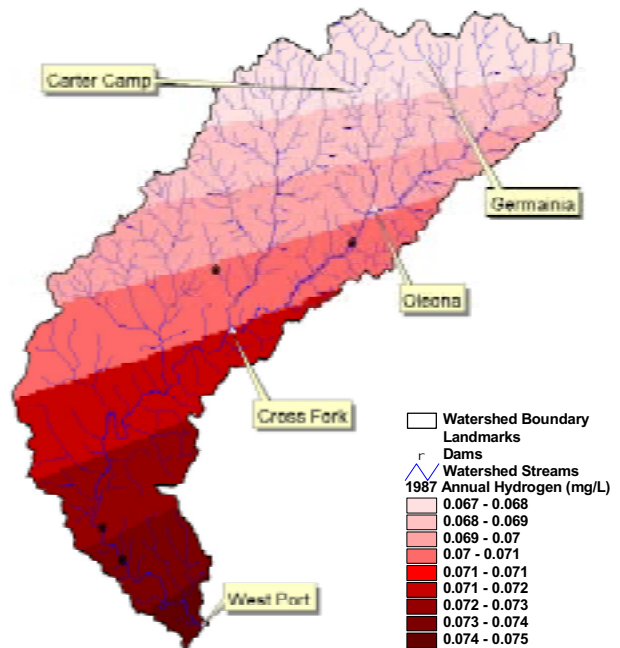 Carter Camp
Germainia
Oleona
Cross Fork
West Port
Watershed Boundary
Landmarks
r Dams
Watershed Streams
1987 Annual Hydrogen (mg/L)
0.067 - 0.068
0.068 - 0.069
0.069 - 0.07
0.07 - 0.071
0.071 - 0.071
0.071 - 0.072
0.072 - 0.073
0.073 - 0.074
0.074 - 0.075